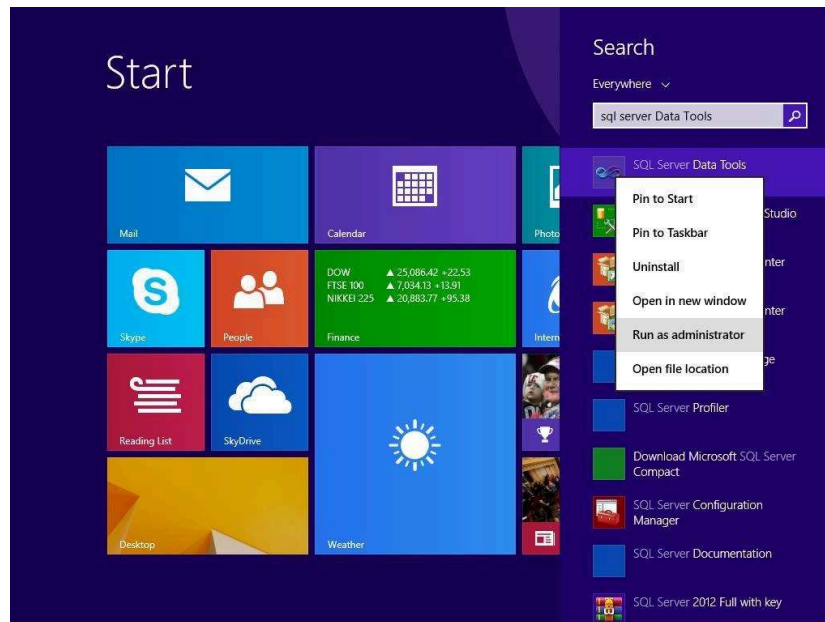 Start
Search
Everywhere
sql server Data Tools
SQL Server Data Tools
Pin to Start
Studio
Pin to Taskbar
nter
Uninstall
Open in new window
nter
Run as administrator
ge
Open file location
SQL Server Profiler
Download Microsoft SQL Server
Compact
SQL Server Configuration
Manager
SQL Server Documentation
SQL Server 2012 Full with key
Mail
Calendar
Photo
Skype
People
DOW ▲ 25,086.42 +22.53
FTSE 100 ▲ 7,034.13 +13.91
NIKKEI 225 ▲ 20,883.77 +95.38
Finance
Intern
Reading List
SkyDrive
Desktop
Weather